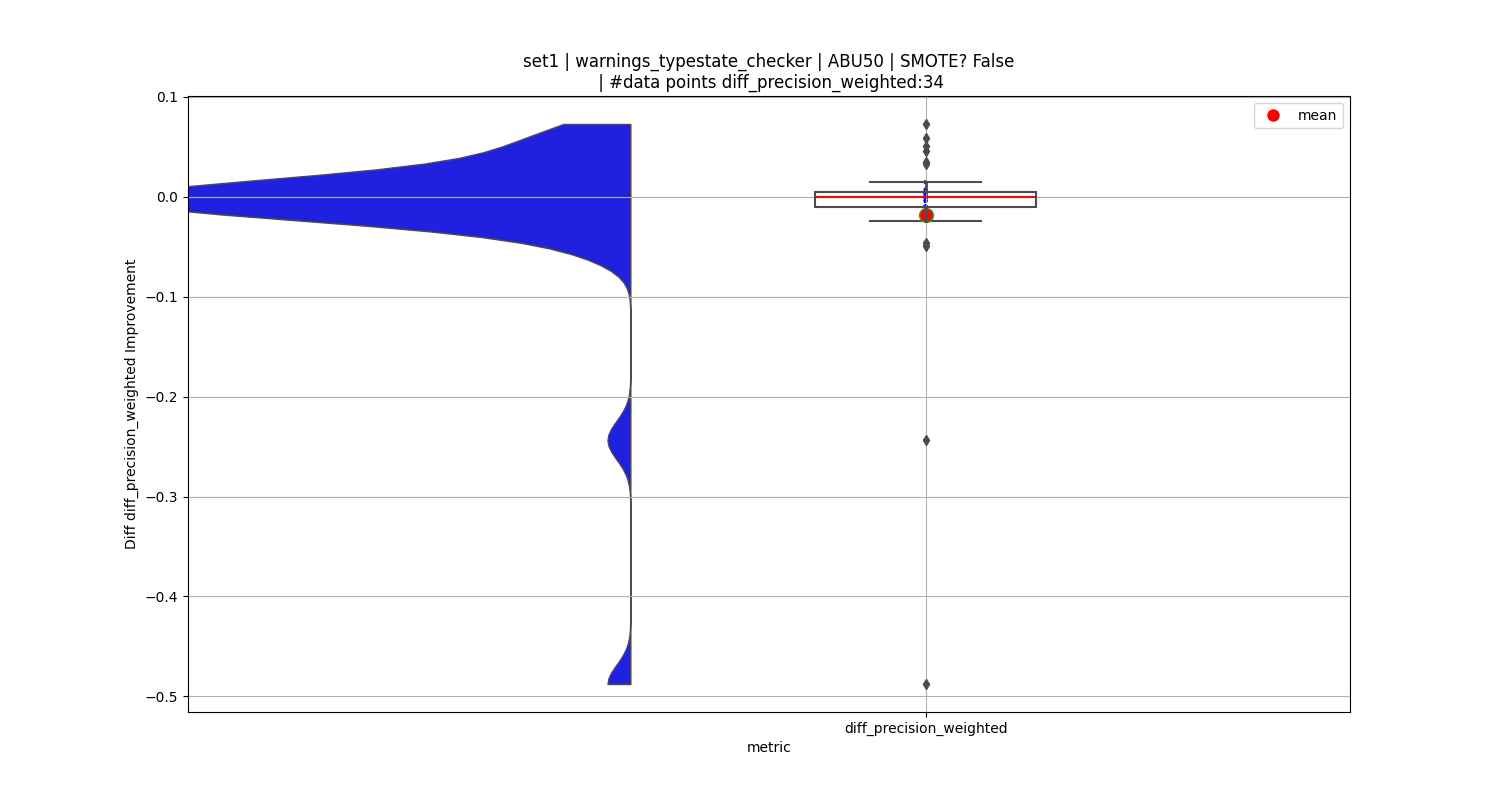 set1 | warnings_typestate_checker | ABU50 | SMOTE? False
| #data points diff_precision_weighted:34
0.1
0.0
−0.1
−0.2
−0.3
−0.4
−0.5
Diff diff_precision_weighted Improvement
mean
diff_precision_weighted
metric